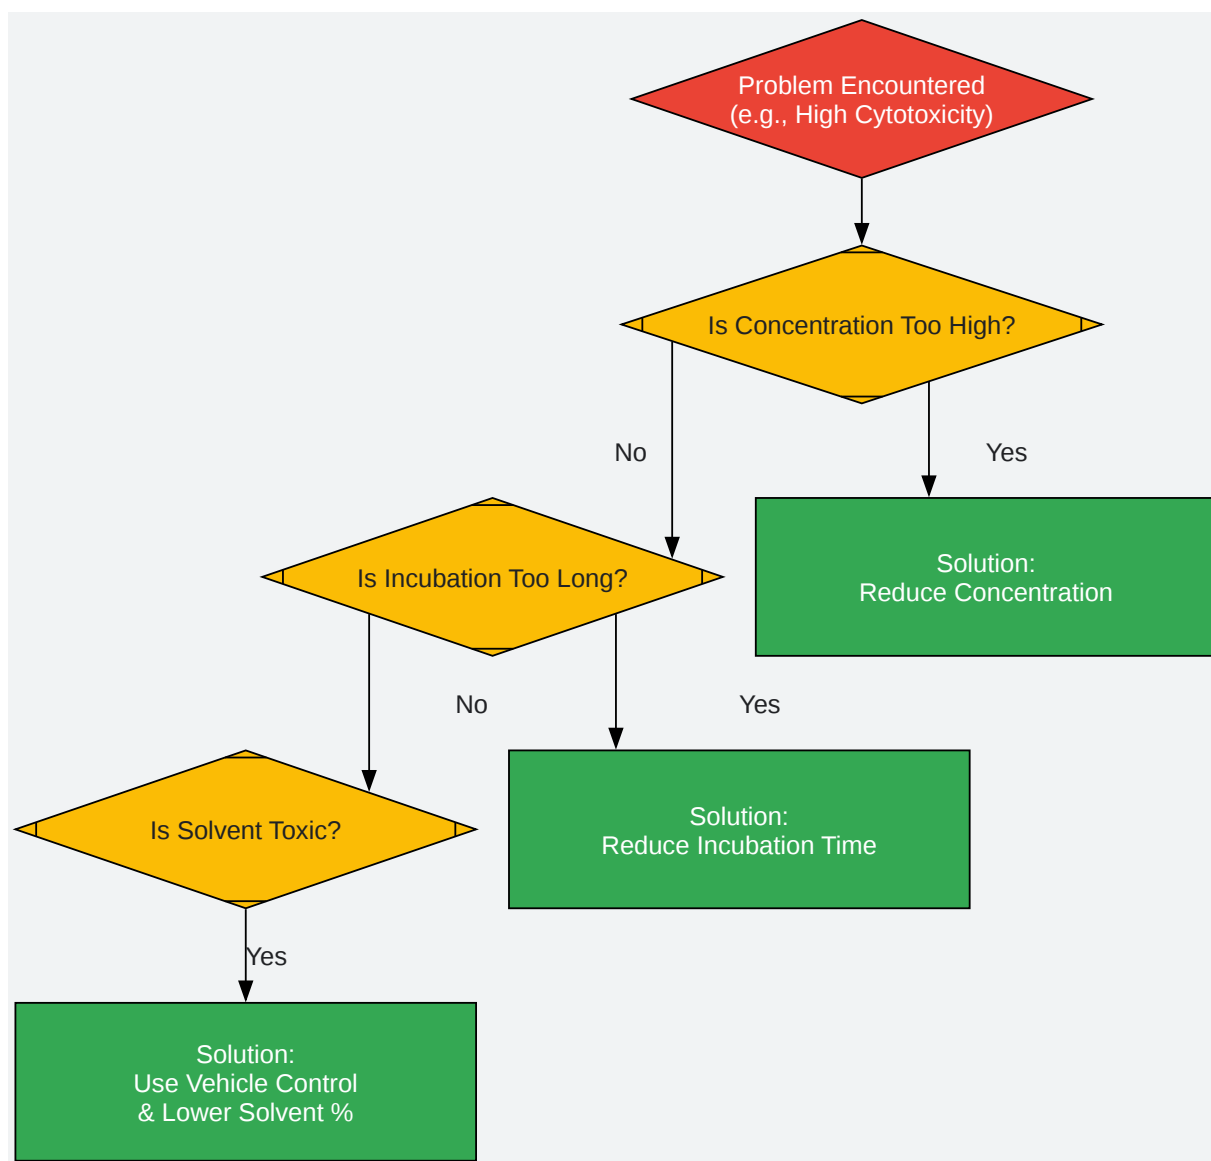 Problem Encountered
(e.g., High Cytotoxicity)
Is Concentration Too High?
No
Yes
Is Incubation Too Long?
Solution:
Reduce Concentration
No
Yes
Is Solvent Toxic?
Solution:
Reduce Incubation Time
Yes
Solution:
Use Vehicle Control
& Lower Solvent %